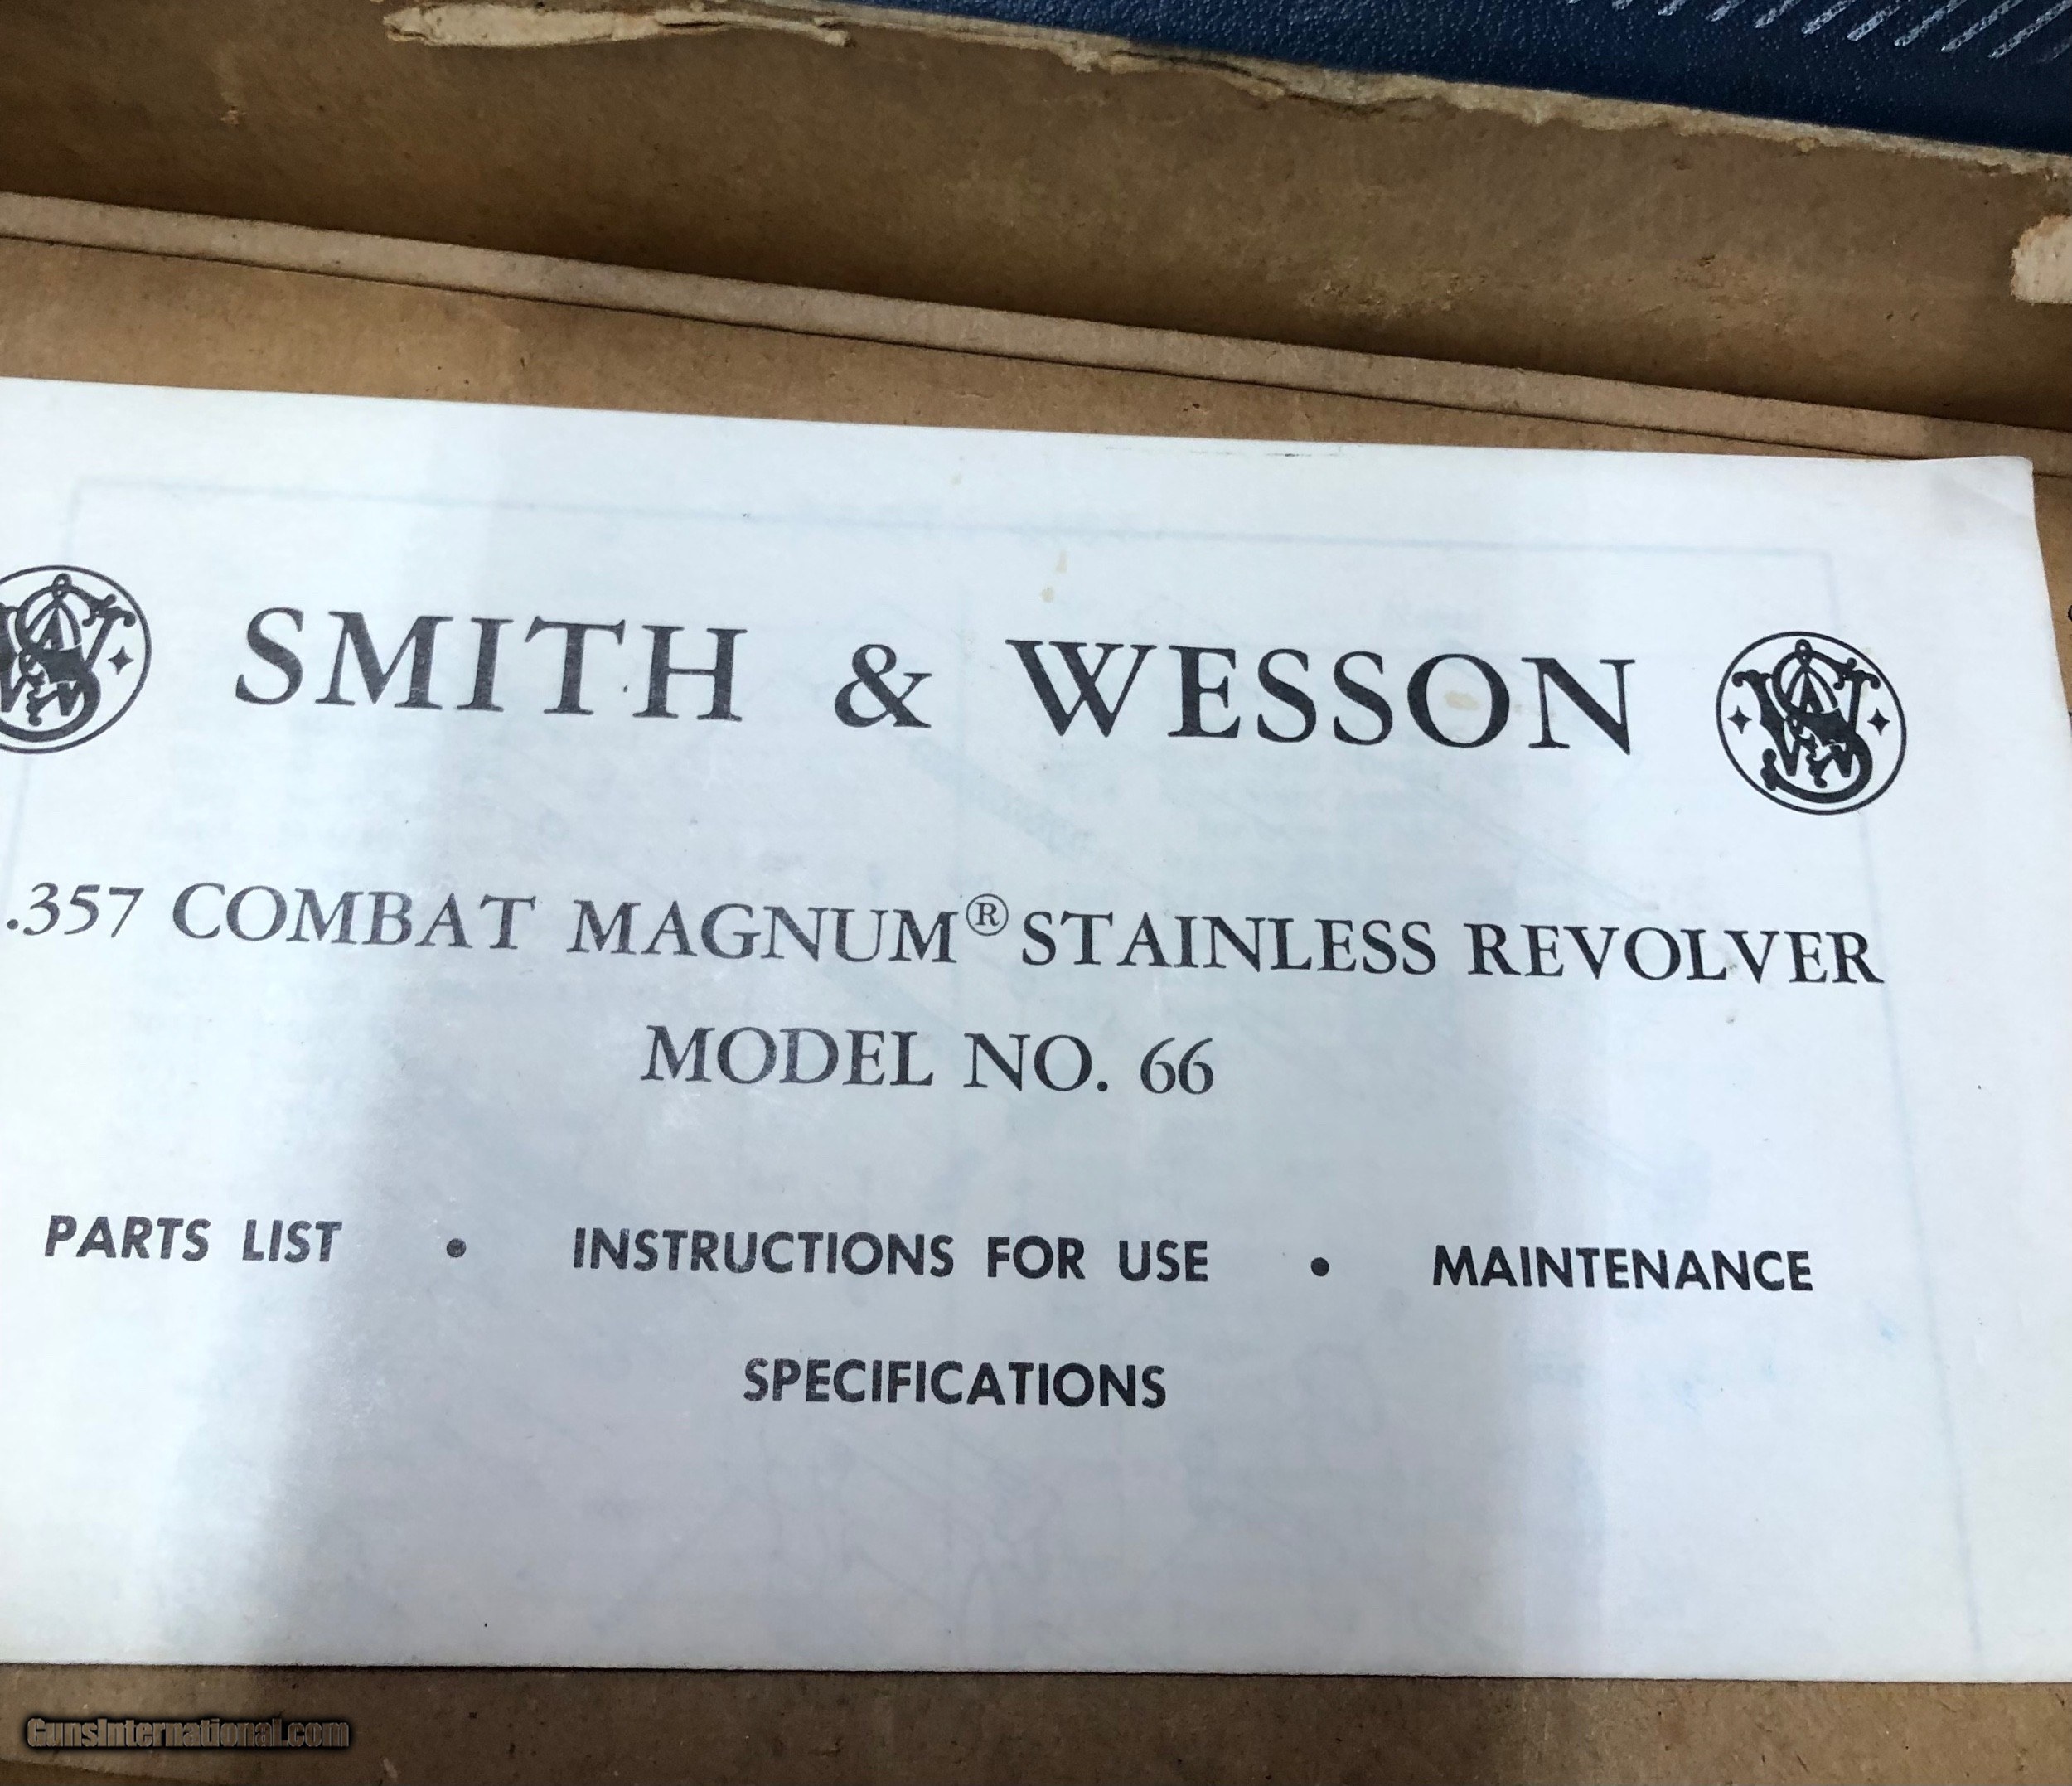 SMITH & WESSON
.357 COMBAT MAGNUM® STAINLESS REVOLVER
MODEL NO. 66
PARTS LIST • INSTRUCTIONS FOR USE • MAINTENANCE
SPECIFICATIONS
GunsInternational.com